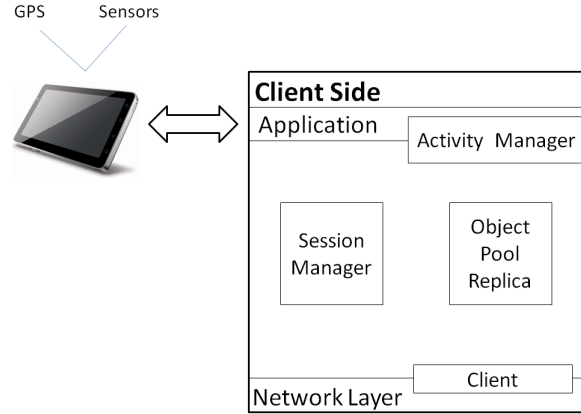 GPS Sensors
Client Side
Application
Activity Manager
Session
Manager
Object
Pool
Replica
Client
Network Layer